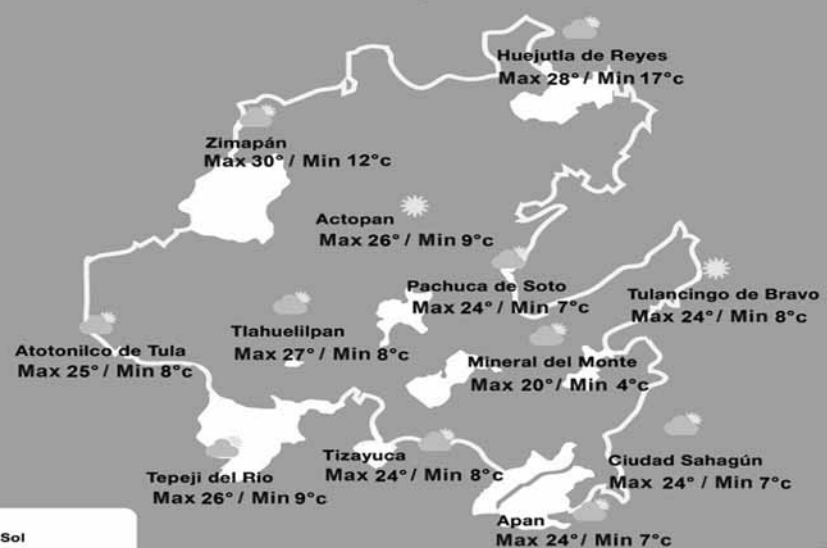 Huejutla de Reyes
Max 28° / Min 17°c
Zimapán
Max 30° / Min 12°c
Actopan
Max 26° / Min 9°c
Pachuca de Soto
Max 24° / Min 7°c
Tulancingo de Bravo
Max 24° / Min 8°c
Tlahuelilpan
Max 27° / Min 8°c
Atotonilco de Tula
Max 25° / Min 8°c
Mineral del Monte
Max 20° / Min 4°c
Tizayuca
Max 24° / Min 8°c
Ciudad Sahagún
Max 24° / Min 7°c
Tepeji del Rio
Max 26° / Min 9°c
Apan
Max 24° / Min 7°c
Sol